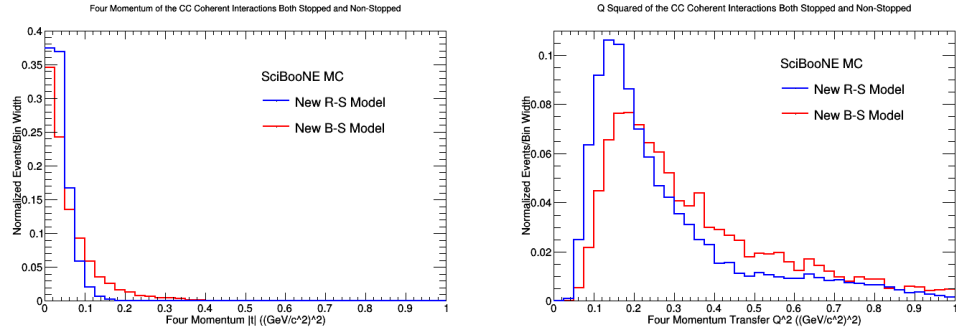 Four Momentum of the CC Coherent Interactions Both Stopped and Non-Stopped
Normalized Events/Bin Width
0.4
0.35
0.3
0.25
0.2
0.15
0.1
0.05
0
SciBooNE MC
New R-S Model
New B-S Model
0 0.1 0.2 0.3 0.4 0.5 0.6 0.7 0.8 0.9 1
Four Momentum |t| ((GeV/c^2)^2)
Q Squared of the CC Coherent Interactions Both Stopped and Non-Stopped
Normalized Events/Bin Width
0.1
0.08
0.06
0.04
0.02
0
SciBooNE MC
New R-S Model
New B-S Model
0 0.1 0.2 0.3 0.4 0.5 0.6 0.7 0.8 0.9 1
Four Momentum Transfer Q^2 ((GeV/c^2)^2)